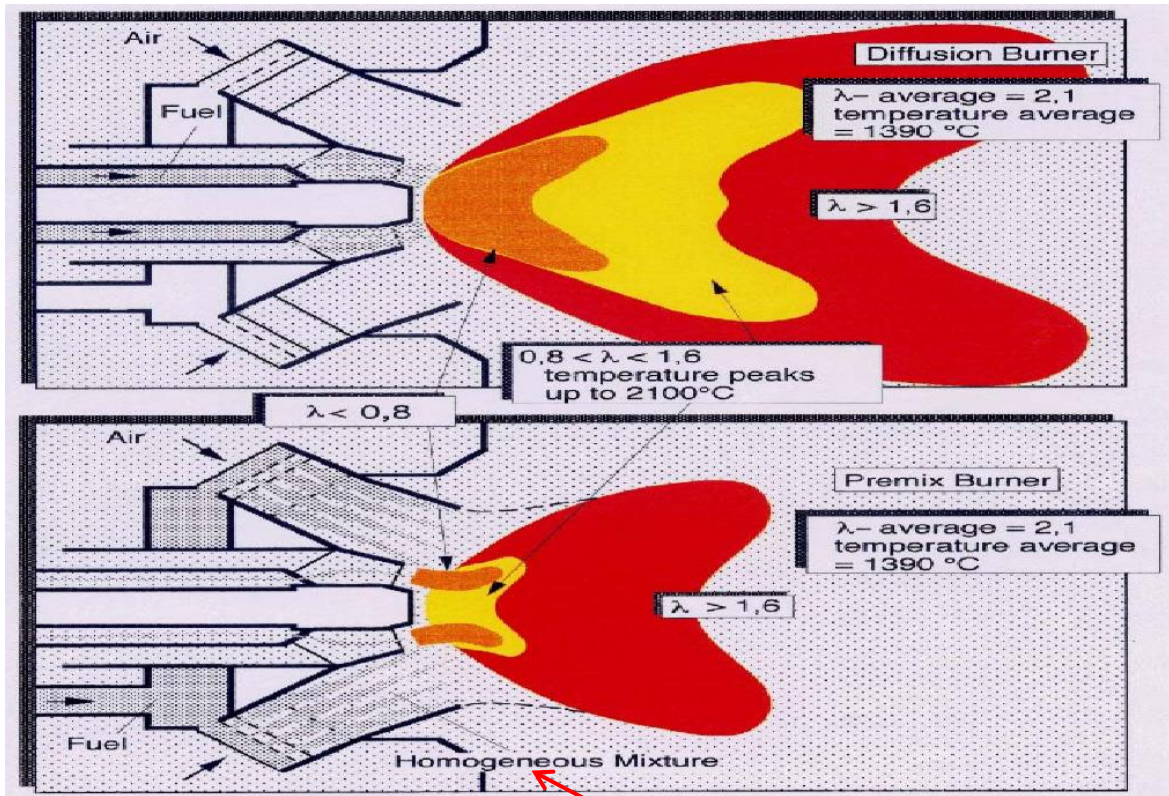 Air
Diffusion Burner
Fuel
λ– average = 2,1
temperature average
= 1390 °C
λ > 1,6
0,8 < λ < 1,6
temperature peaks
up to 2100°C
λ < 0,8
Air
Premix Burner
λ– average = 2,1
temperature average
= 1390 °C
λ > 1,6
Fuel
Homogeneous Mixture